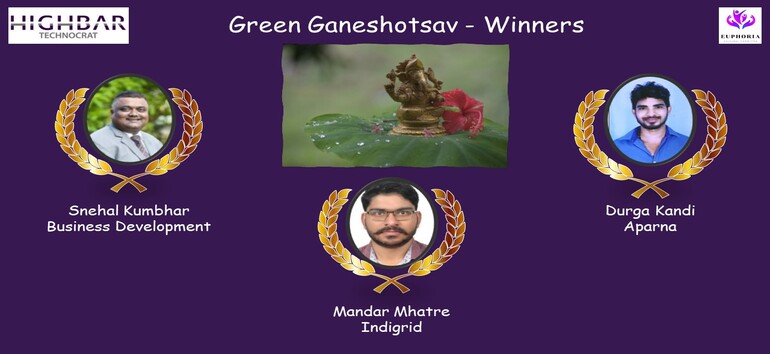 HIGHBAR
TECHNOCRAT
Green Ganeshotsav - Winners
EUPHORIA
Snehal Kumbhar
Business Development
Mandar Mhatre
Indigrid
Durga Kandi
Aparna